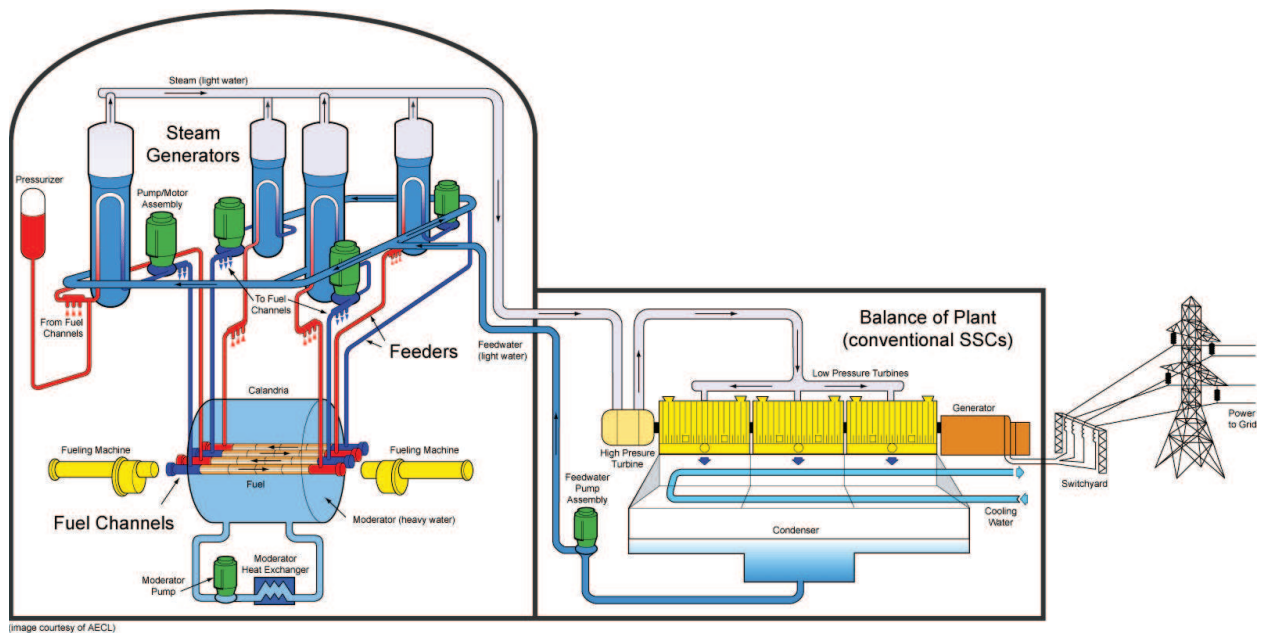 Steam (light water)
Steam
Generators
Pressurizer
Pump/Motor
Assembly
To Fuel
Channels
From Fuel
Channels
Feeders
Feedwater
(light water)
Balance of Plant
(conventional SSCs)
Low Pressure Turbines
Calandria
Generator
Power
to Grid
Fueling Machine
Fueling Machine
High Presure
Turbine
Fuel
Feedwater
Pump
Assembly
Switchyard
Cooling
Water
Fuel Channels
Moderator (heavy water)
Condenser
Moderator
Heat Exchanger
Moderator
Pump
(image courtesy of AECL)